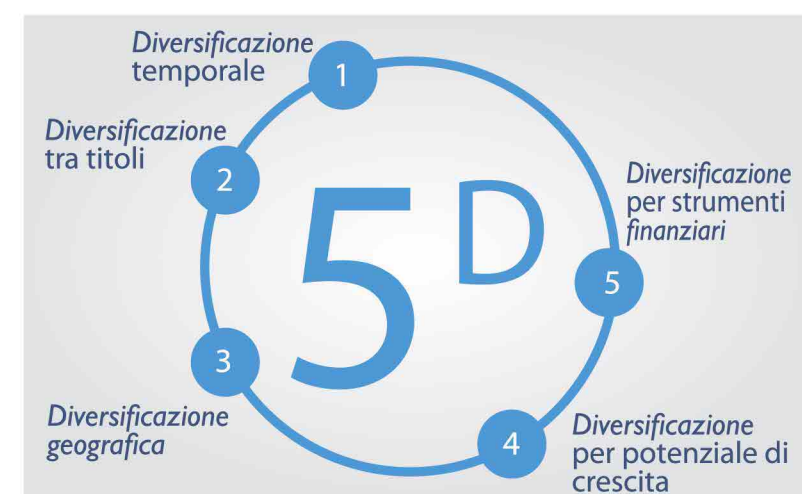 Diversificazione
temporale
1
Diversificazione
tra titoli
2
3
Diversificazione
geografica
4
Diversificazione
per potenziale di
crescita
5
Diversificazione
per strumenti
finanziari
5 D